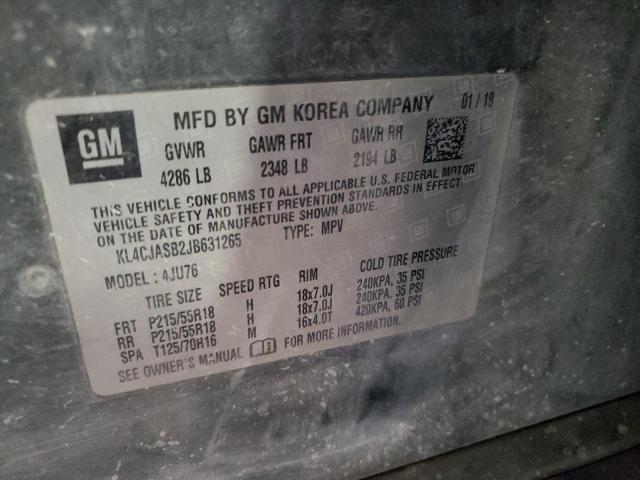 GM
MFD BY GM KOREA COMPANY 01 / 19
GVWR GAWR FRT GAWR RR
4286 LB 2348 LB 2194 LB
THIS VEHICLE CONFORMS TO ALL APPLICABLE U.S. FEDERAL MOTOR
VEHICLE SAFETY AND THEFT PREVENTION STANDARDS IN EFFECT
ON THE DATE OF MANUFACTURE SHOWN ABOVE.
KL4CJASB2JB631265 TYPE: MPV
MODEL : 4JU76
TIRE SIZE SPEED RTG RIM COLD TIRE PRESSURE
FRT P215/55R18 H 18x7.0J 240KPA, 35 PSI
RR P215/55R18 H 18x7.0J 240KPA, 35 PSI
SPA T125/70H16 M 16x4.0T 420KPA, 60 PSI
SEE OWNER'S MANUAL FOR MORE INFORMATION.